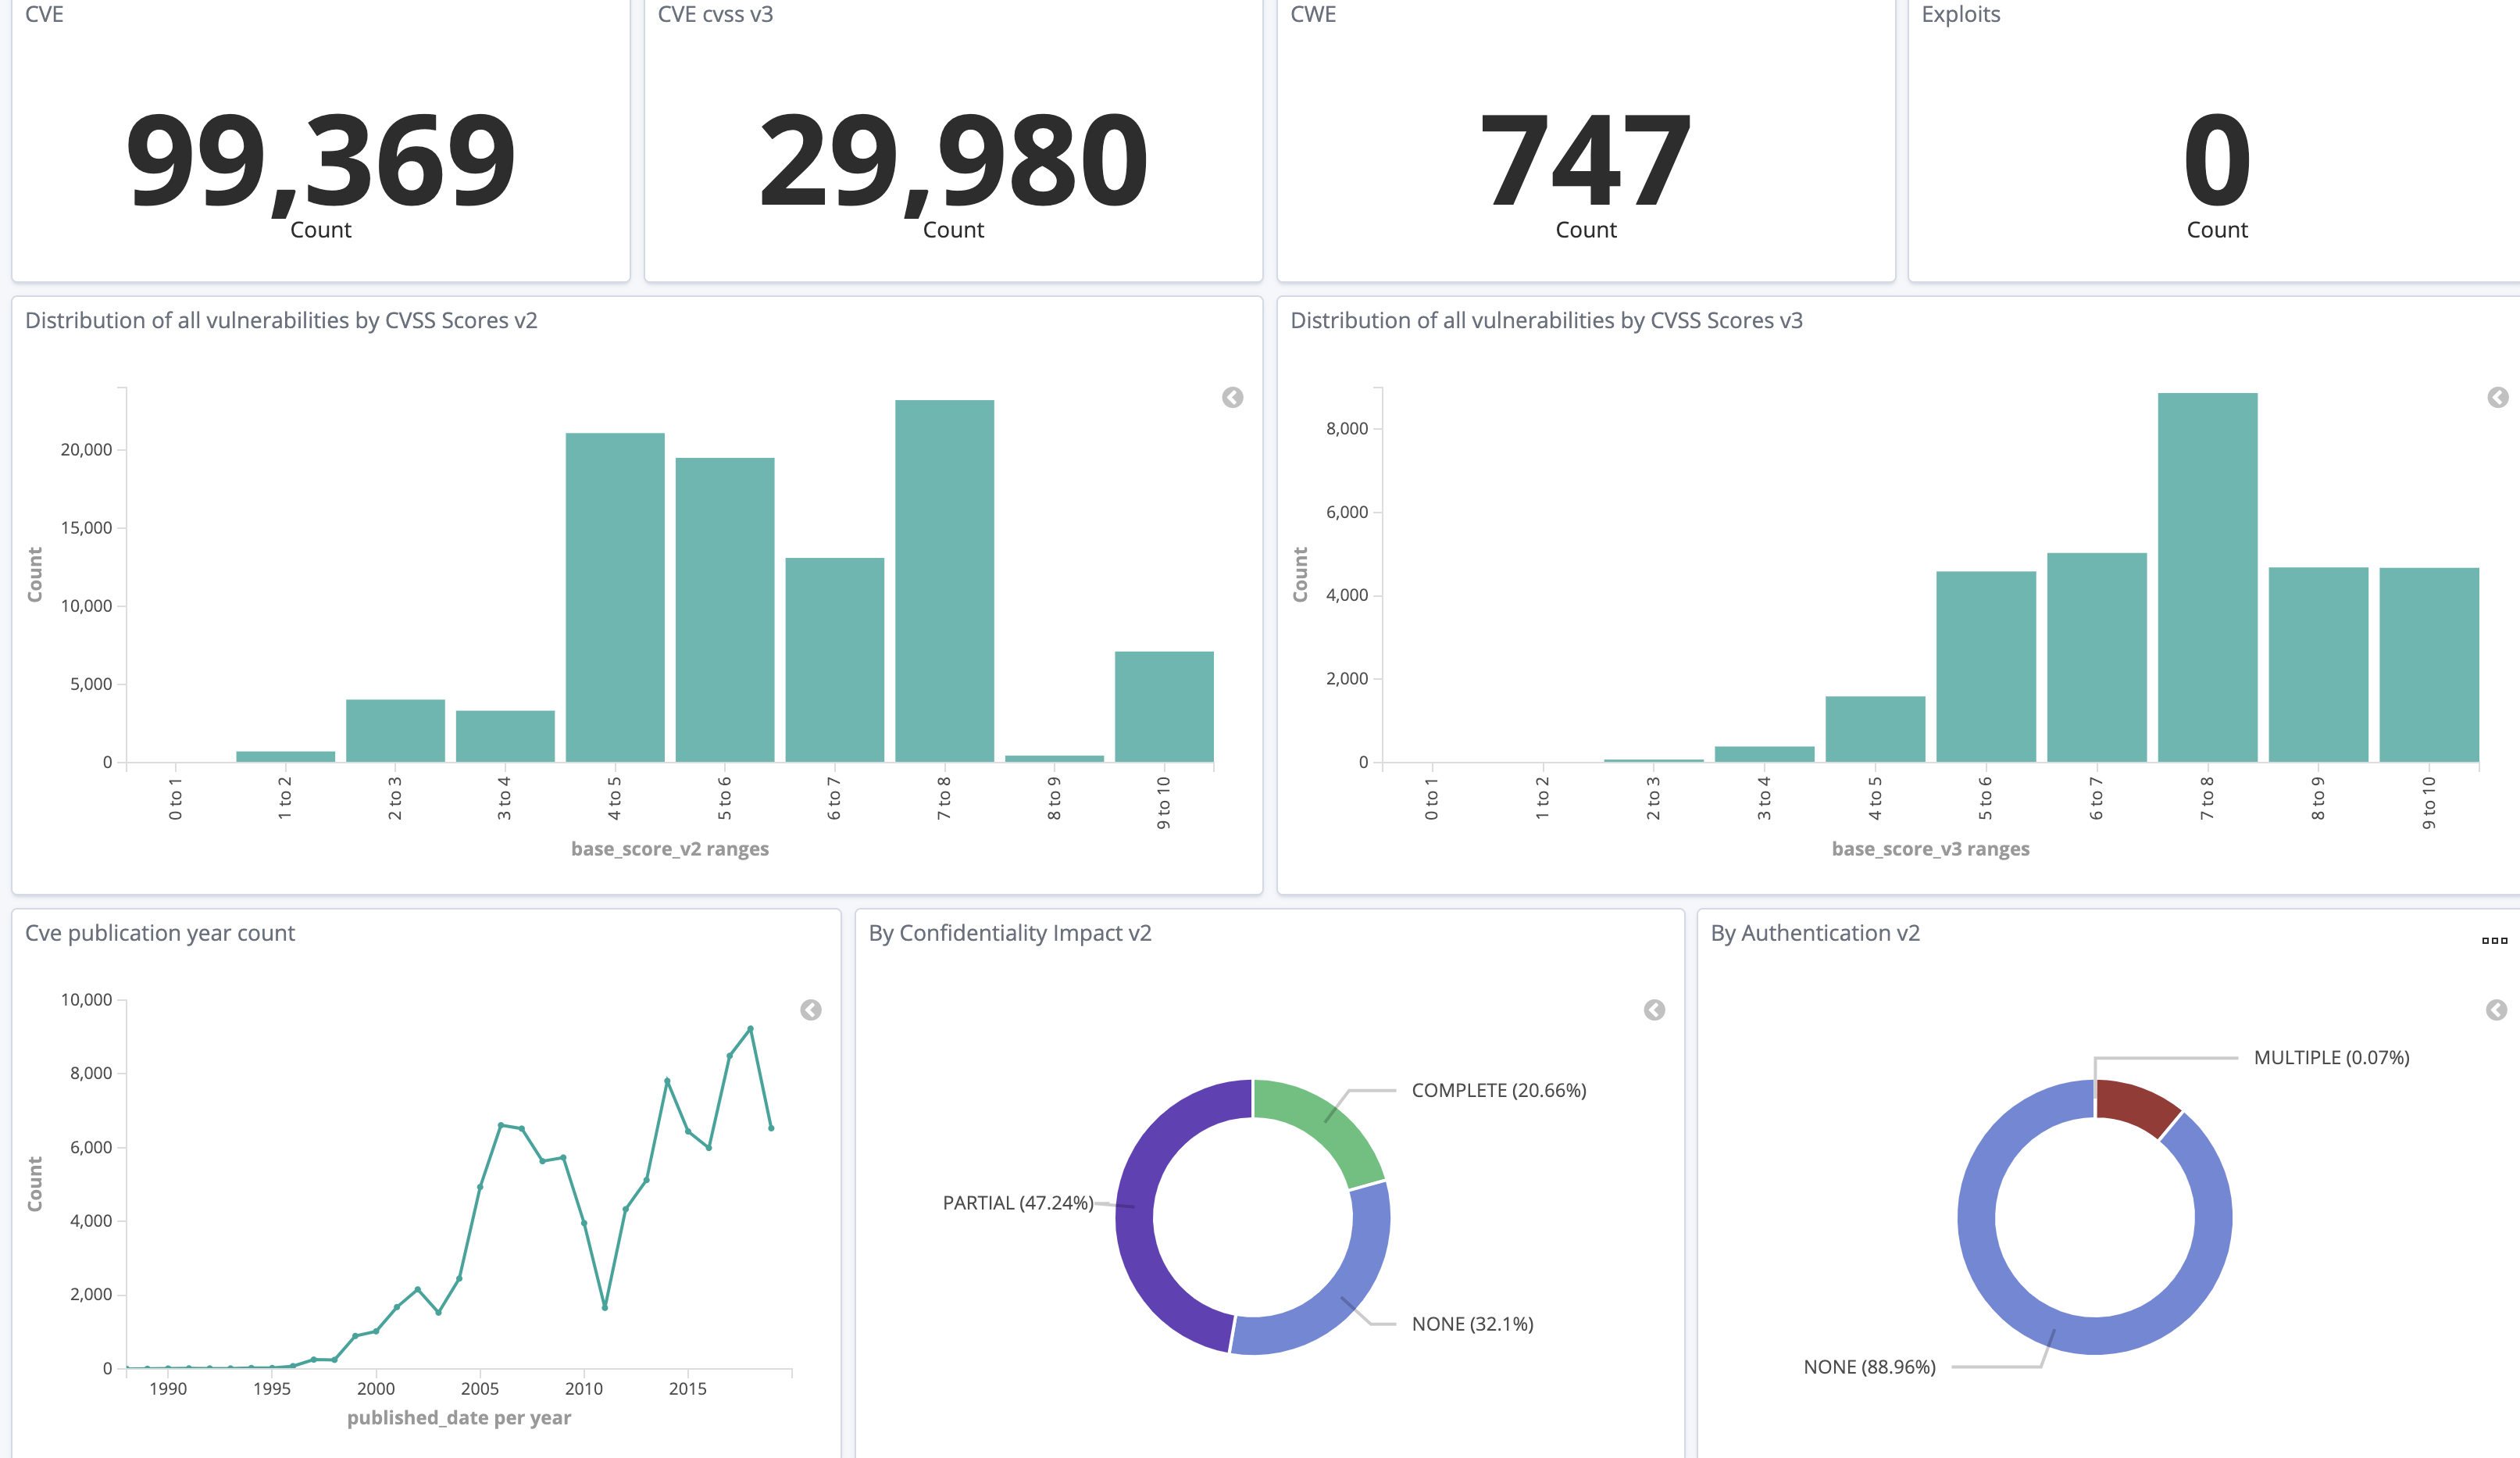 CVE
99,369
Count
CVE cvss v3
29,980
Count
CWE
747
Count
Exploits
0
Count
Distribution of all vulnerabilities by CVSS Scores v2
Count
20,000
15,000
10,000
5,000
0
0 to 1
1 to 2
2 to 3
3 to 4
4 to 5
5 to 6
6 to 7
7 to 8
8 to 9
9 to 10
base_score_v2 ranges
Distribution of all vulnerabilities by CVSS Scores v3
Count
8,000
6,000
4,000
2,000
0
0 to 1
1 to 2
2 to 3
3 to 4
4 to 5
5 to 6
6 to 7
7 to 8
8 to 9
9 to 10
base_score_v3 ranges
Cve publication year count
Count
10,000
8,000
6,000
4,000
2,000
0
1990
1995
2000
2005
2010
2015
published_date per year
By Confidentiality Impact v2
COMPLETE (20.66%)
PARTIAL (47.24%)
NONE (32.1%)
By Authentication v2
MULTIPLE (0.07%)
NONE (88.96%)